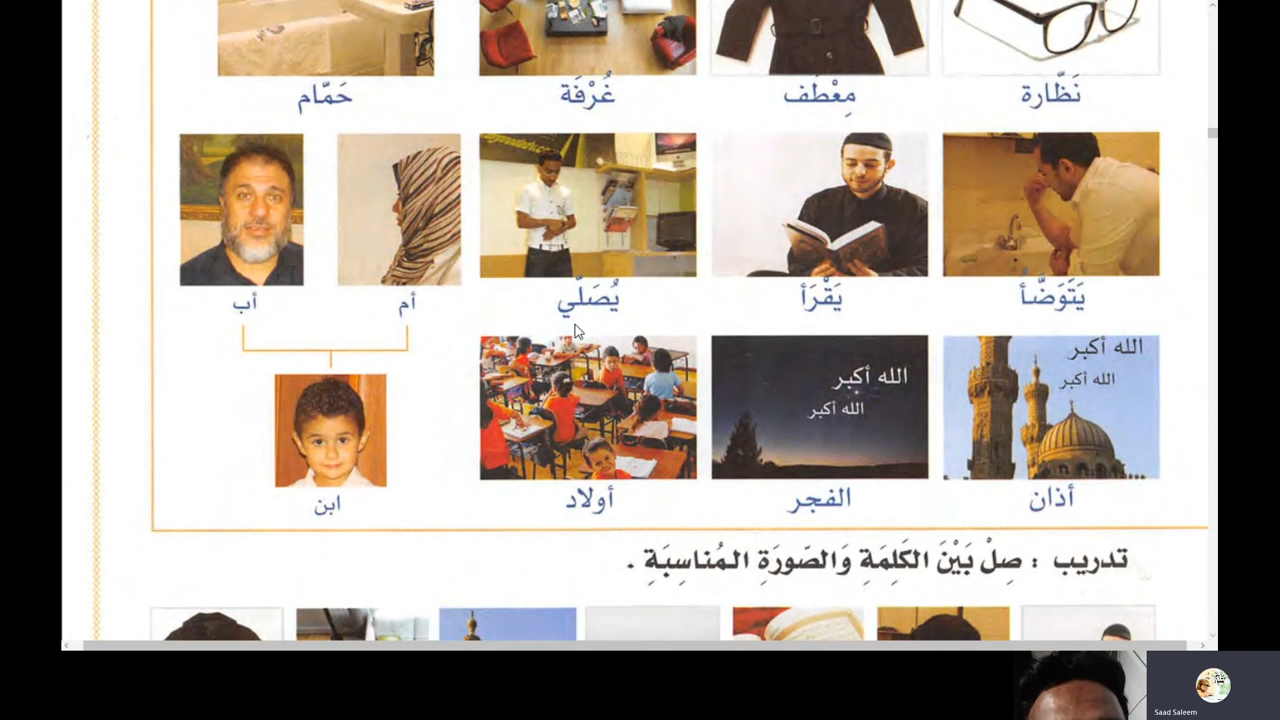 نَظَّارة مِعْطَف غُرْفَة حَمَّام
يَتَوَضَّأ يَقْرَأ يُصَلّي أم أب
الله أكبر
الله أكبر
الله أكبر
الله أكبر
أذان الفجر أولاد ابن
تدريب : صِلْ بَيْنَ الكَلِمَةِ وَالصّورَةِ المُناسِبَةِ .
Saad Saleem